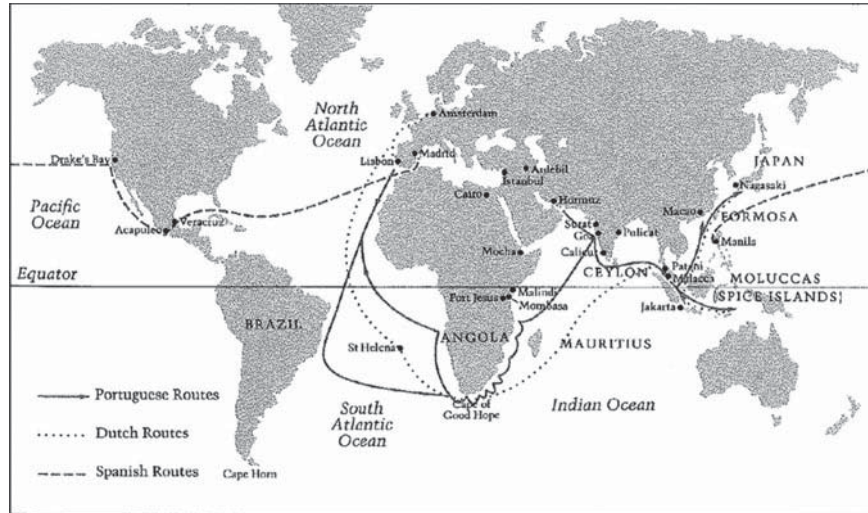 North
Atlantic
Ocean
Amsterdam
Drake's Bay
Lisbon
Madrid
Istanbul
Ardebil
JAPAN
Nagasaki
Pacific
Ocean
Veracruz
Acapulco
Cairo
Hormuz
Macao
FORMOSA
Surat
Goa
Pulicat
Manila
Mocha
Calicut
CEYLON
Patani
Malacca
MOLUCCAS
(SPICE ISLANDS)
Equator
Malindi
Fort Jesus
Mombasa
Jakarta
BRAZIL
ANGOLA
MAURITIUS
St Helena
Portuguese Routes
South
Atlantic
Ocean
Cape of
Good Hope
Indian Ocean
Dutch Routes
Spanish Routes
Cape Horn